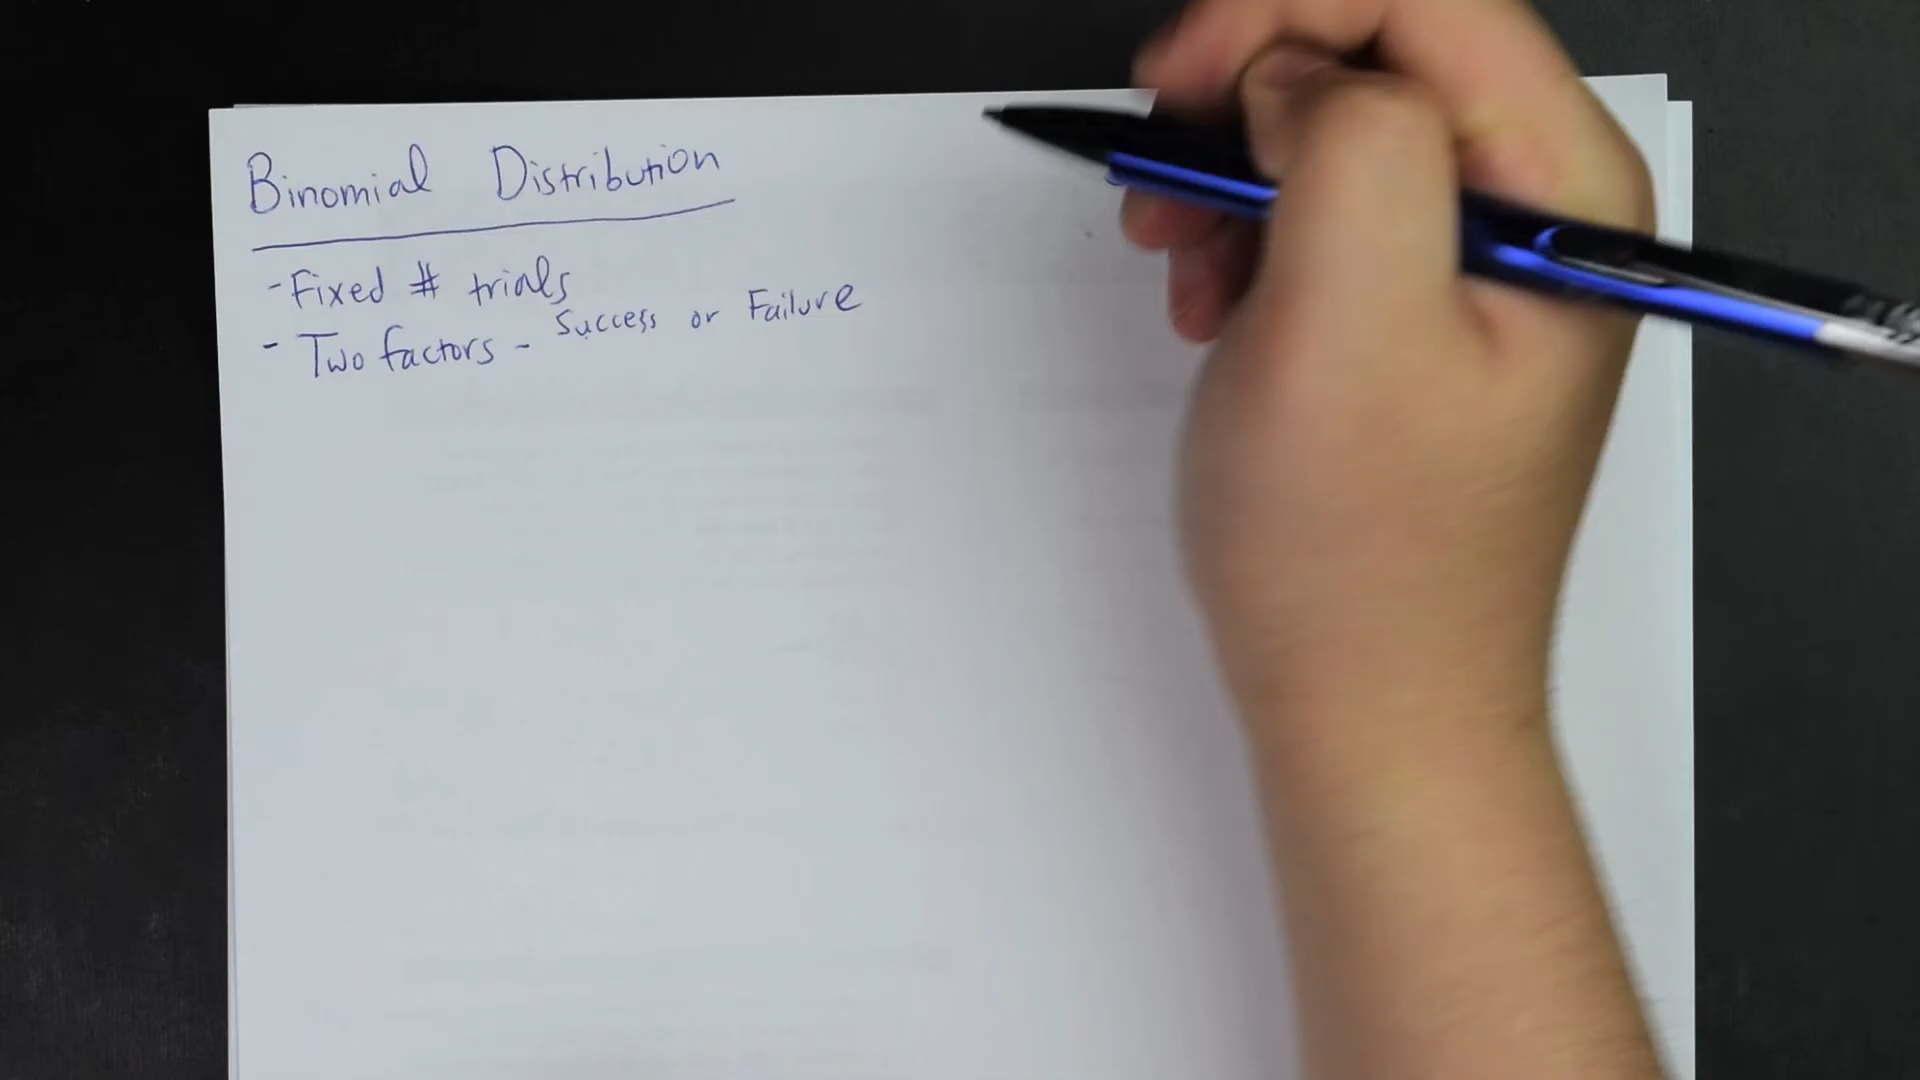 Binomial Distribution
- Fixed # trials
- Two factors - Success or Failure